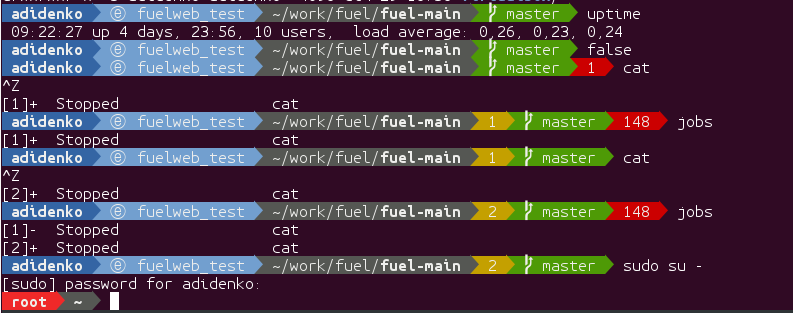 adidenko ⓔ fuelweb_test ~/work/fuel/fuel-main master uptime
09:22:27 up 4 days, 23:56, 10 users, load average: 0,26, 0,23, 0,24
adidenko ⓔ fuelweb_test ~/work/fuel/fuel-main master false
adidenko ⓔ fuelweb_test ~/work/fuel/fuel-main master 1 cat
^Z
[1]+ Stopped cat
adidenko ⓔ fuelweb_test ~/work/fuel/fuel-main 1 master 148 jobs
[1]+ Stopped cat
adidenko ⓔ fuelweb_test ~/work/fuel/fuel-main 1 master cat
^Z
[2]+ Stopped cat
adidenko ⓔ fuelweb_test ~/work/fuel/fuel-main 2 master 148 jobs
[1]- Stopped cat
[2]+ Stopped cat
adidenko ⓔ fuelweb_test ~/work/fuel/fuel-main 2 master sudo su -
[sudo] password for adidenko:
root ~